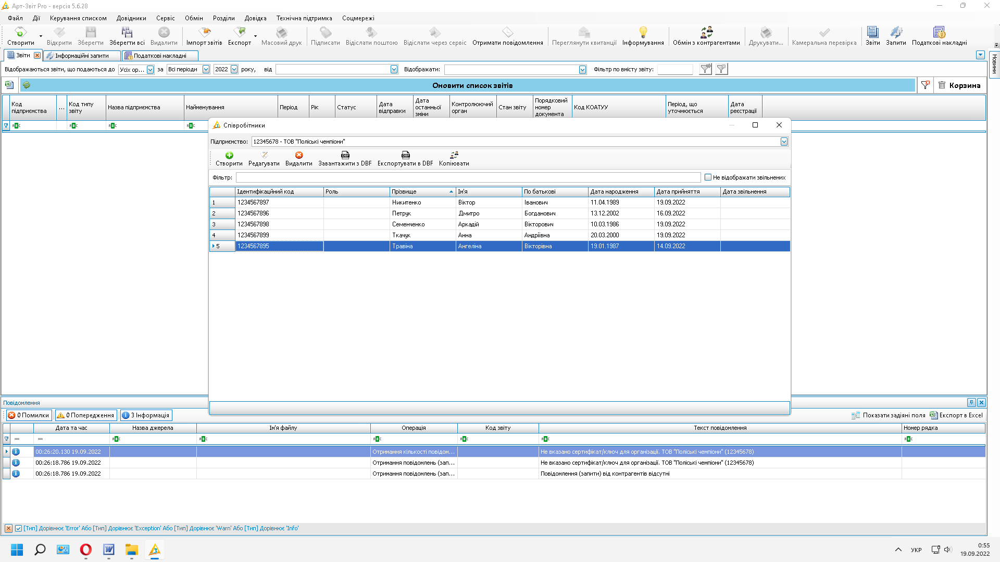 Арт-Звіт Pro - версія 5.6.28
Файл Дії Керування списком Довідники Сервіс Обмін Розділи Довідка Технічна підтримка Соцмережі
Створити Відкрити Зберегти Зберегти всі Видалити Імпорт звітів Експорт Масовий друк Підписати Відіслати поштою Відіслати через сервіс Отримати повідомлення Переглянути квитанції Інформування Обмін з контрагентами Друкувати... Камеральна перевірка Звіти Запити Податкові накладні
Звіти Інформаційні запити Податкові накладні
Новини
Відображаються звіти, що подаються до Усіх ор... за Всі періоди 2022 року, від Відображати: Фільтр по вмісту звіту:
Оновити список звітів Корзина
Код підприємства ... Код типу звіту Назва підприємства Найменування Період Рік Статус Дата відправки Дата останньої зміни Контролюючий орган Стан звіту Порядковий номер документа Код КОАТУУ Період, що уточнюється Дата реєстрації
ABC ABC ABC ABC
Співробітники
Підприємство: 12345678 - ТОВ "Поліські чемпіони"
Створити Редагувати Видалити Завантажити з DBF Експортувати в DBF Копіювати
Фільтр: Не відображати звільнених
Ідентифікаційний код Роль Прізвище Ім'я По батькові Дата народження Дата прийняття Дата звільнення
1 1234567897 Никитенко Віктор Іванович 11.04.1989 19.09.2022
2 1234567896 Петрук Дмитро Богданович 13.12.2002 16.09.2022
3 1234567898 Семенченко Аркадій Вікторович 10.03.1986 19.09.2022
4 1234567899 Ткачук Анна Андріївна 20.03.2000 19.09.2022
5 1234567895 Травіна Ангеліна Вікторівна 19.01.1987 14.09.2022
Повідомлення
0 Помилки 0 Попередження 3 Інформація Показати задіяні поля Експорт в Excel
Дата та час Назва джерела Ім'я файлу Операція Код звіту Текст повідомлення Номер рядка
= = ABC ABC ABC ABC ABC ABC
00:26:20.130 19.09.2022 Отримання кількості повідом... Не вказано сертифікат/ключ для організації. ТОВ "Поліські чемпіони" (12345678)
00:26:18.786 19.09.2022 Отримання повідомлень (зап... Не вказано сертифікат/ключ для організації. ТОВ "Поліські чемпіони" (12345678)
00:26:18.786 19.09.2022 Отримання повідомлень (зап... Повідомлення (запити) від контрагентів відсутні
[Тип] Дорівнює 'Error' Або [Тип] Дорівнює 'Exception' Або [Тип] Дорівнює 'Warn' Або [Тип] Дорівнює 'Info'
УКР 0:55
19.09.2022